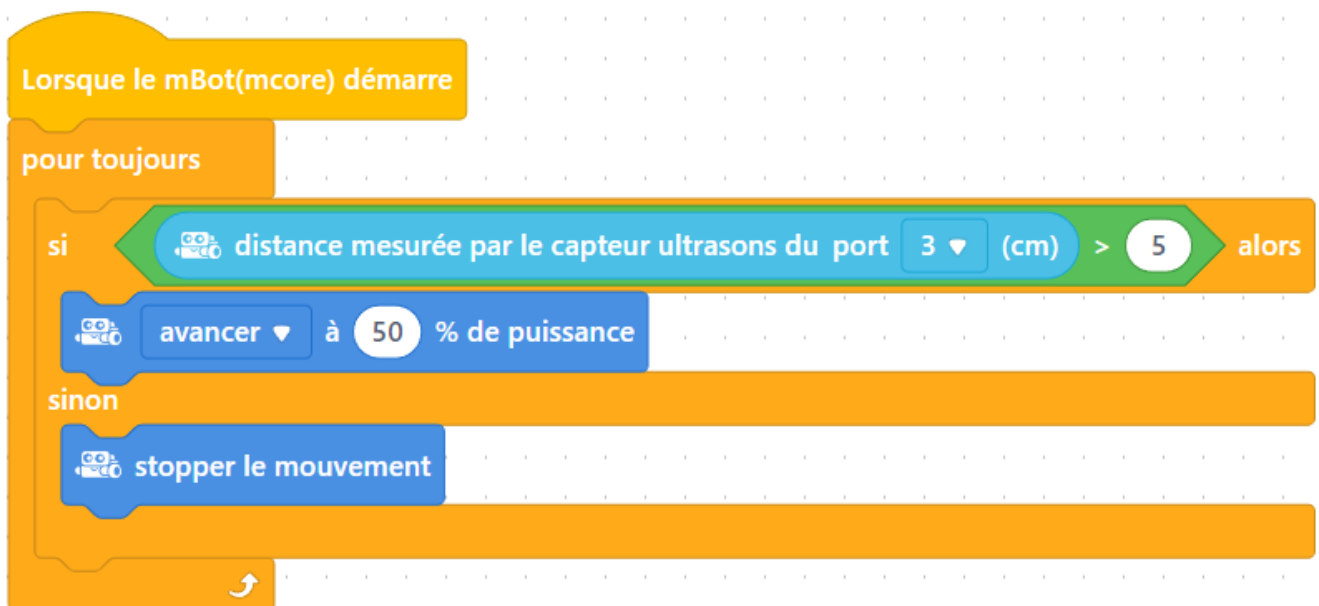 Lorsque le mBot(mcore) démarre
pour toujours
si distance mesurée par le capteur ultrasons du port 3 (cm) > 5 alors
avancer à 50 % de puissance
sinon
stopper le mouvement